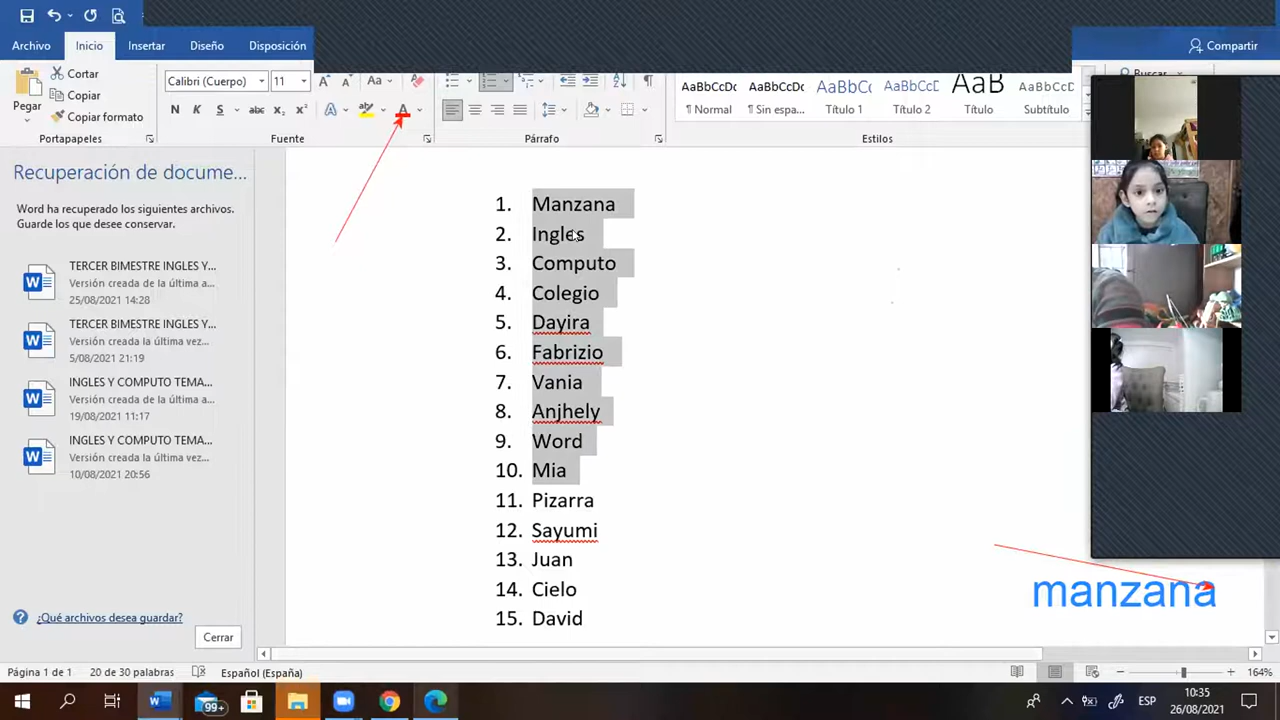 Archivo Inicio Insertar Diseño Disposición Compartir
Calibri (Cuerpo) 11 Aa
Pegar Cortar
Copiar
Copiar formato
N K S abc x₂ x² A A
AaBbCcDc AaBbCcDc AaBbCc AaBbCcD AaB AaBbCcD
¶ Normal ¶ Sin espa... Título 1 Título 2 Título Subtítulo
Buscar
Portapapeles Fuente Párrafo Estilos
Recuperación de docume...
Word ha recuperado los siguientes archivos.
Guarde los que desee conservar.
TERCER BIMESTRE INGLES Y...
Versión creada de la última a...
25/08/2021 14:28
TERCER BIMESTRE INGLES Y...
Versión creada la última vez...
5/08/2021 21:19
INGLES Y COMPUTO TEMA...
Versión creada de la última a...
19/08/2021 11:17
INGLES Y COMPUTO TEMA...
Versión creada la última vez...
10/08/2021 20:56
¿Qué archivos desea guardar?
Cerrar
1. Manzana
2. Ingles
3. Computo
4. Colegio
5. Dayira
6. Fabrizio
7. Vania
8. Anjhely
9. Word
10. Mia
11. Pizarra
12. Sayumi
13. Juan
14. Cielo
15. David
manzana
Página 1 de 1 20 de 30 palabras Español (España) 164%
99+ ESP 10:35
26/08/2021